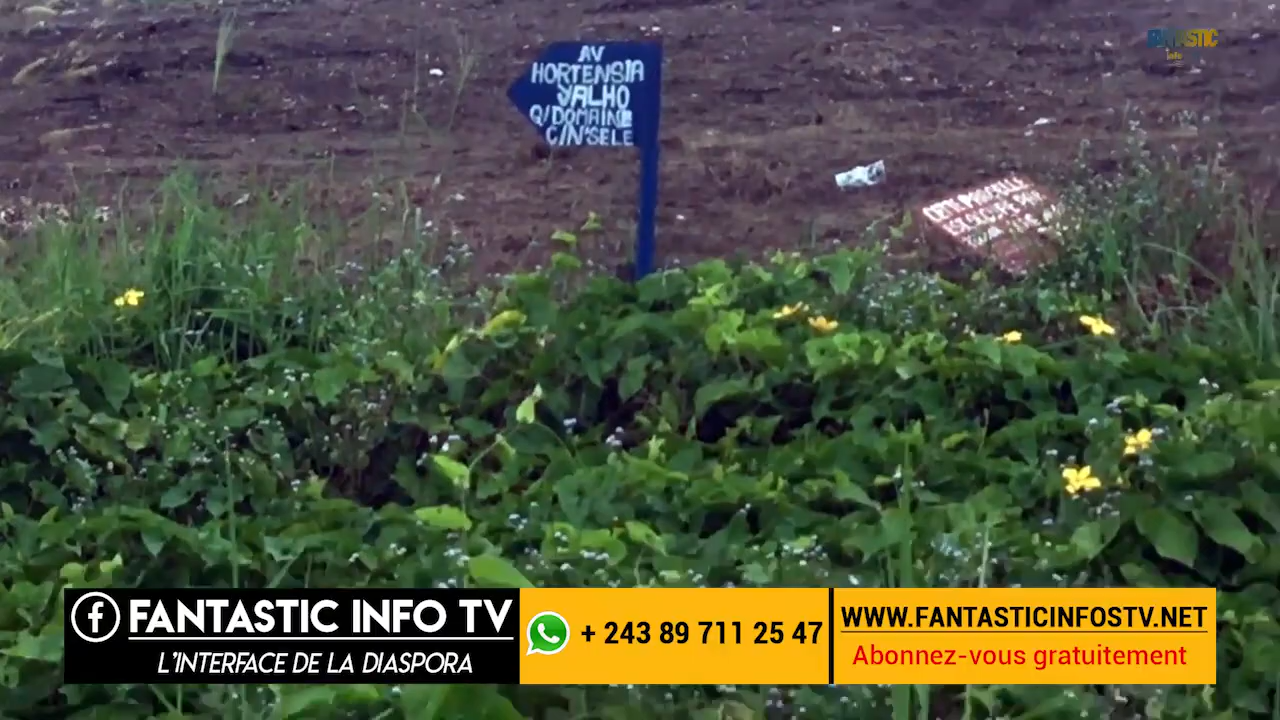 FANTASTIC
info
AV
HORTENSIA
YALHO
Q/DOMAINE
C/N'SELE
FANTASTIC INFO TV
L'INTERFACE DE LA DIASPORA
+ 243 89 711 25 47
WWW.FANTASTICINFOSTV.NET
Abonnez-vous gratuitement